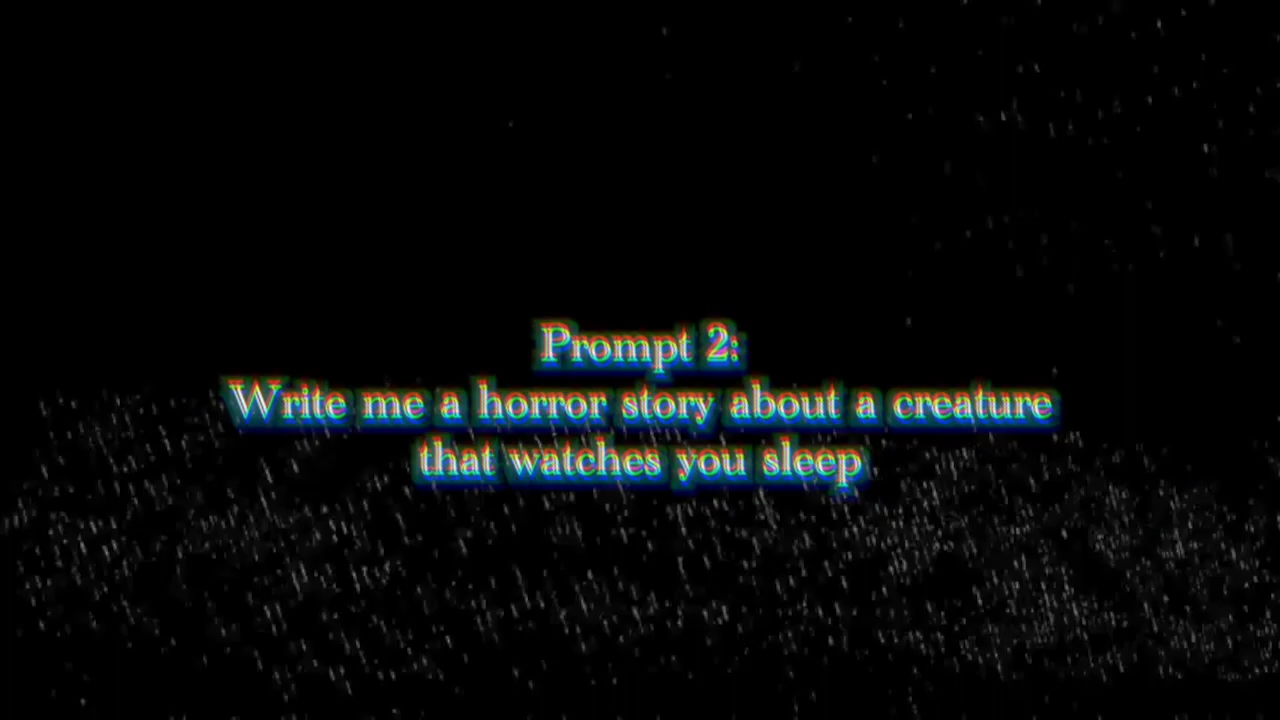 Prompt 2:
Write me a horror story about a creature
that watches you sleep